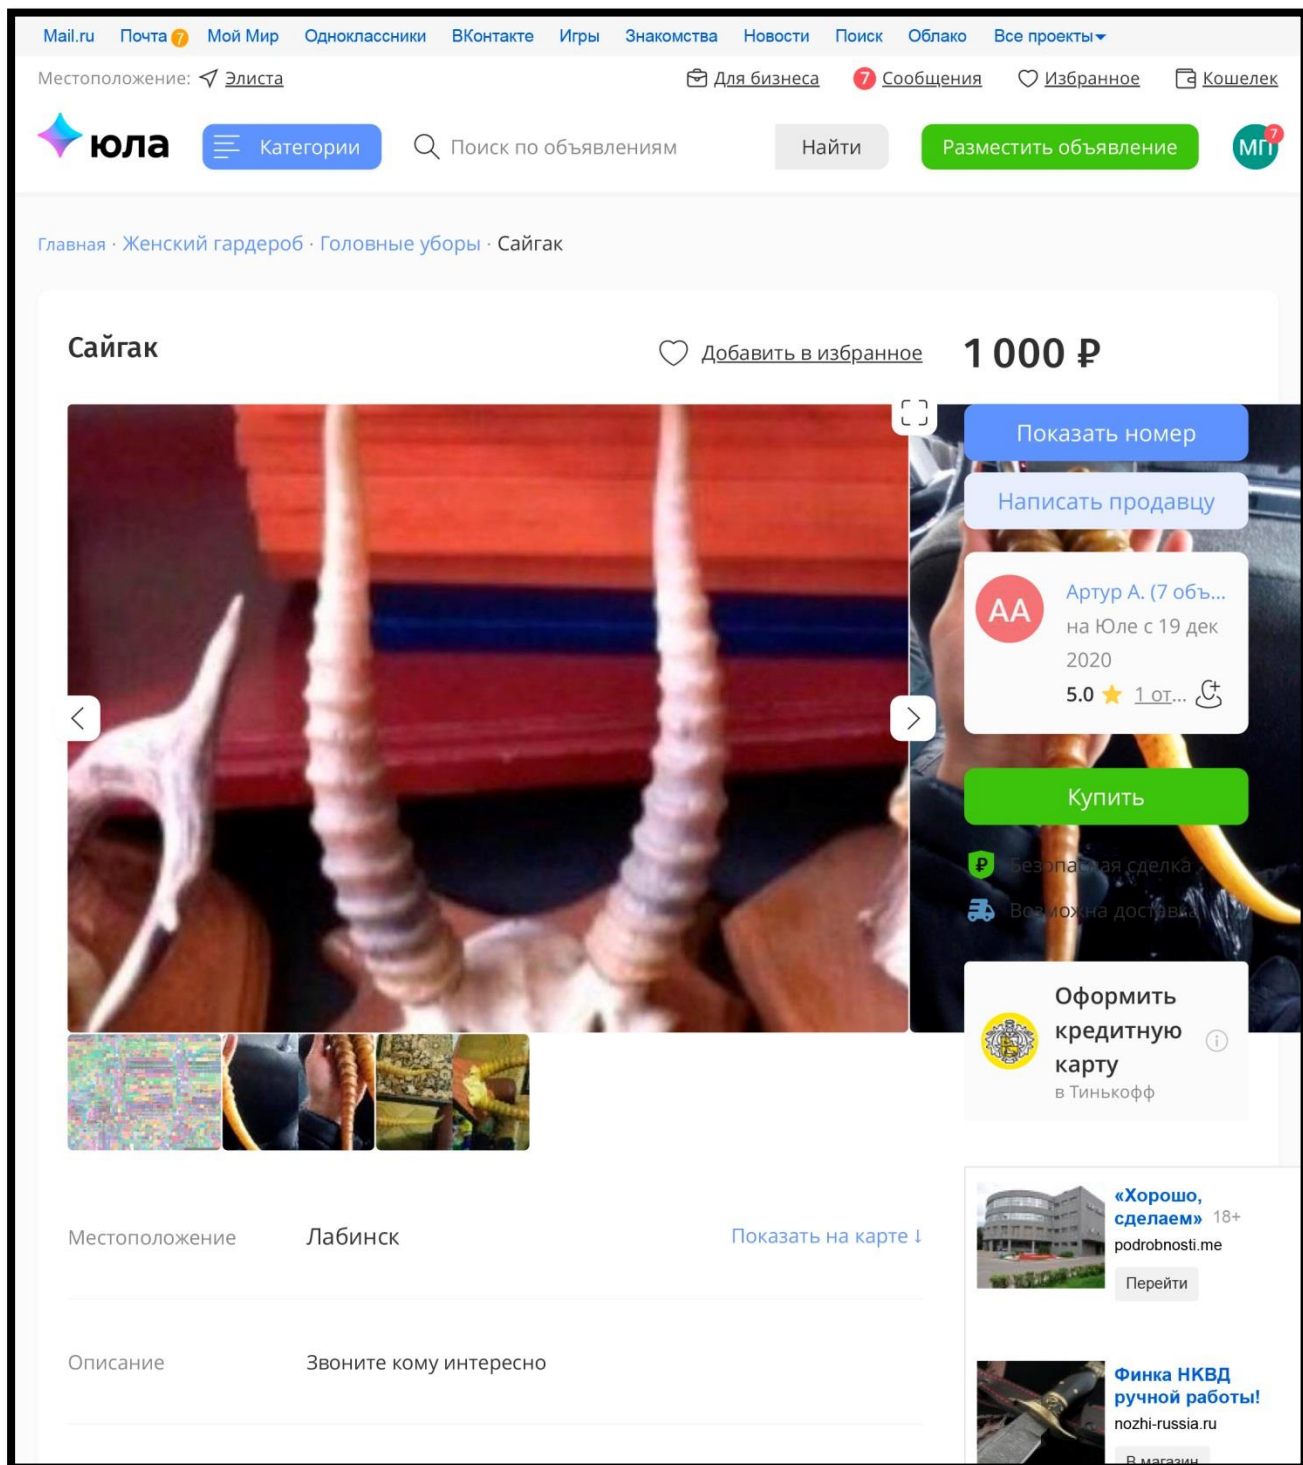 Mail.ru Почта 7 Мой Мир Одноклассники ВКонтакте Игры Знакомства Новости Поиск Облако Все проекты
Местоположение: Элиста Для бизнеса 7 Сообщения Избранное Кошелек
юла Категории Поиск по объявлениям Найти Разместить объявление МП 7
Главная · Женский гардероб · Головные уборы · Сайгак
Сайгак Добавить в избранное 1 000 ₽
Показать номер
Написать продавцу
АА
Артур А. (7 объ...
на Юле с 19 дек
2020
5.0 1 от...
Купить
₽ Безопасная сделка
Возможна доставка
Оформить
кредитную
карту
в Тинькофф
Местоположение Лабинск Показать на карте ↓
Описание Звоните кому интересно
«Хорошо,
сделаем» 18+
podrobnosti.me
Перейти
Финка НКВД
ручной работы!
nozhi-russia.ru
В магазин